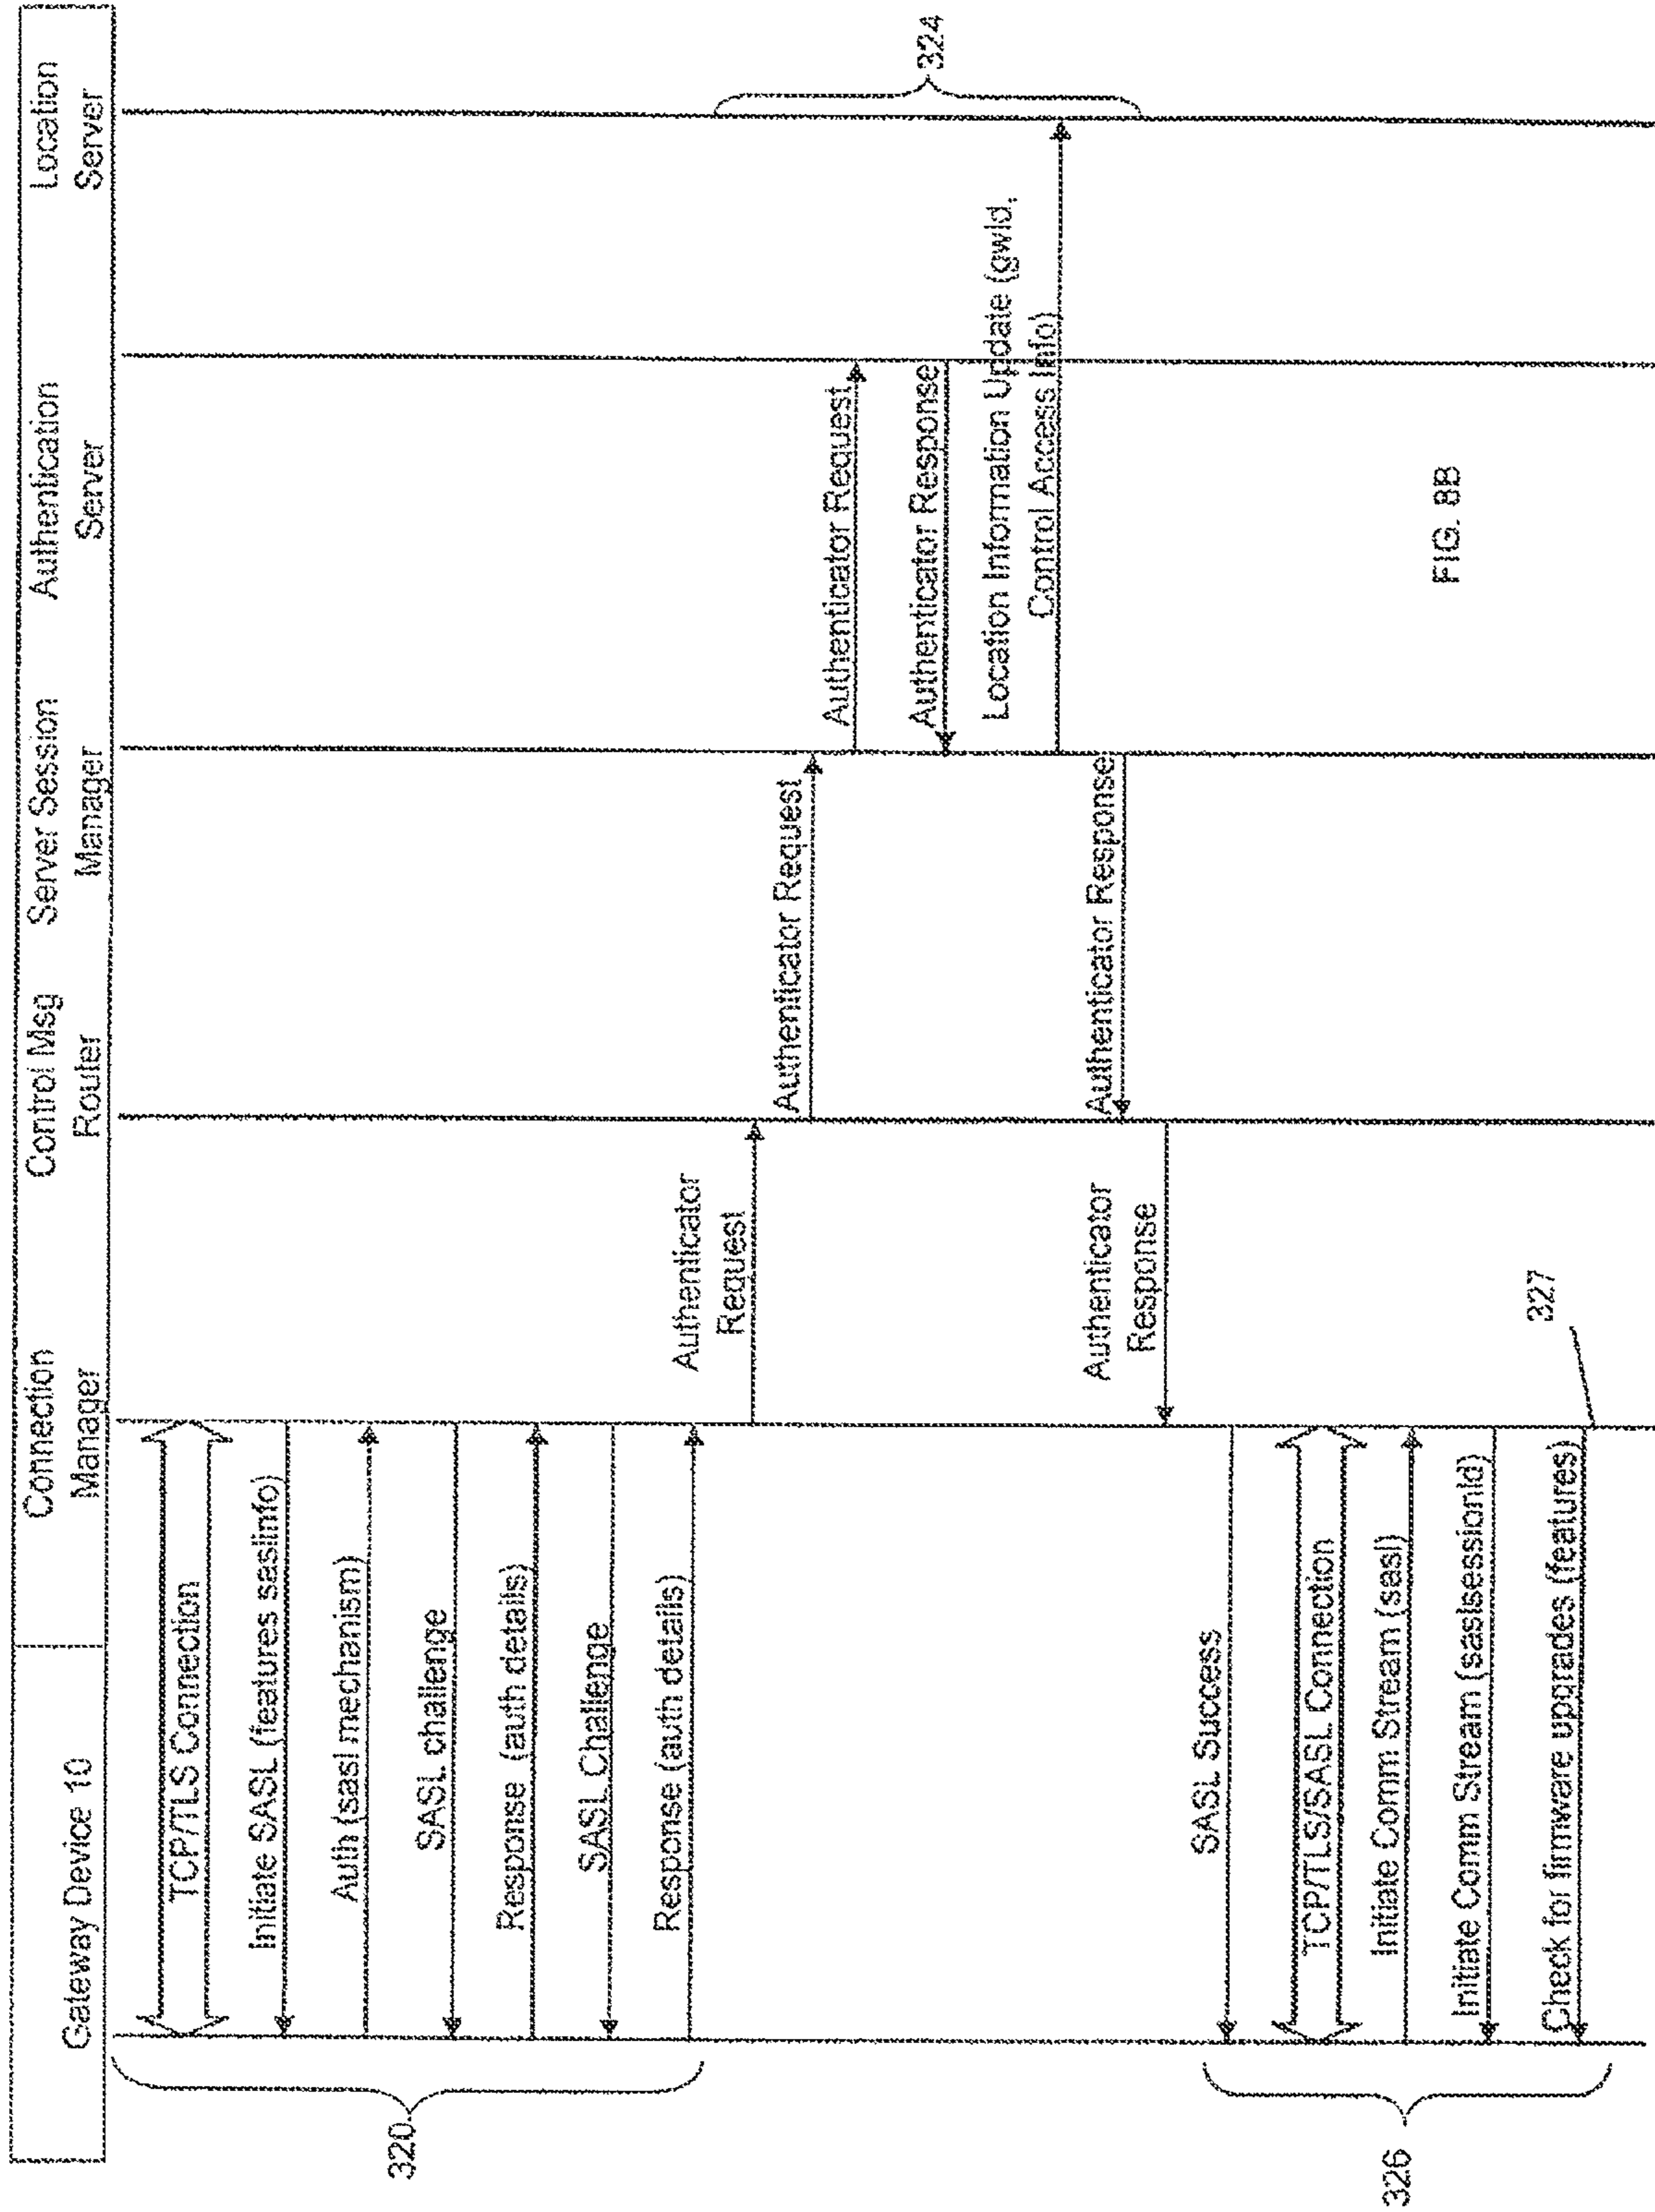 Gateway Device 10
Connection
Manager
Control Msg
Router
Server Session
Manager
Authentication
Server
Location
Server
TCP/TLS Connection
Initiate SASL (features saslinfo)
Auth (sasl mechanism)
SASL challenge
Response (auth details)
SASL Challenge
Response (auth details)
320
Authenticator
Request
Authenticator Request
Authenticator Request
Authenticator Response
Location Information Update (gwId,
Control Access Info)
324
Authenticator Response
Authenticator
Response
SASL Success
TCP/TLS/SASL Connection
Initiate Comm Stream (sasl)
Initiate Comm Stream (saslsessionId)
Check for firmware upgrades (features)
326
327
FIG. 8B